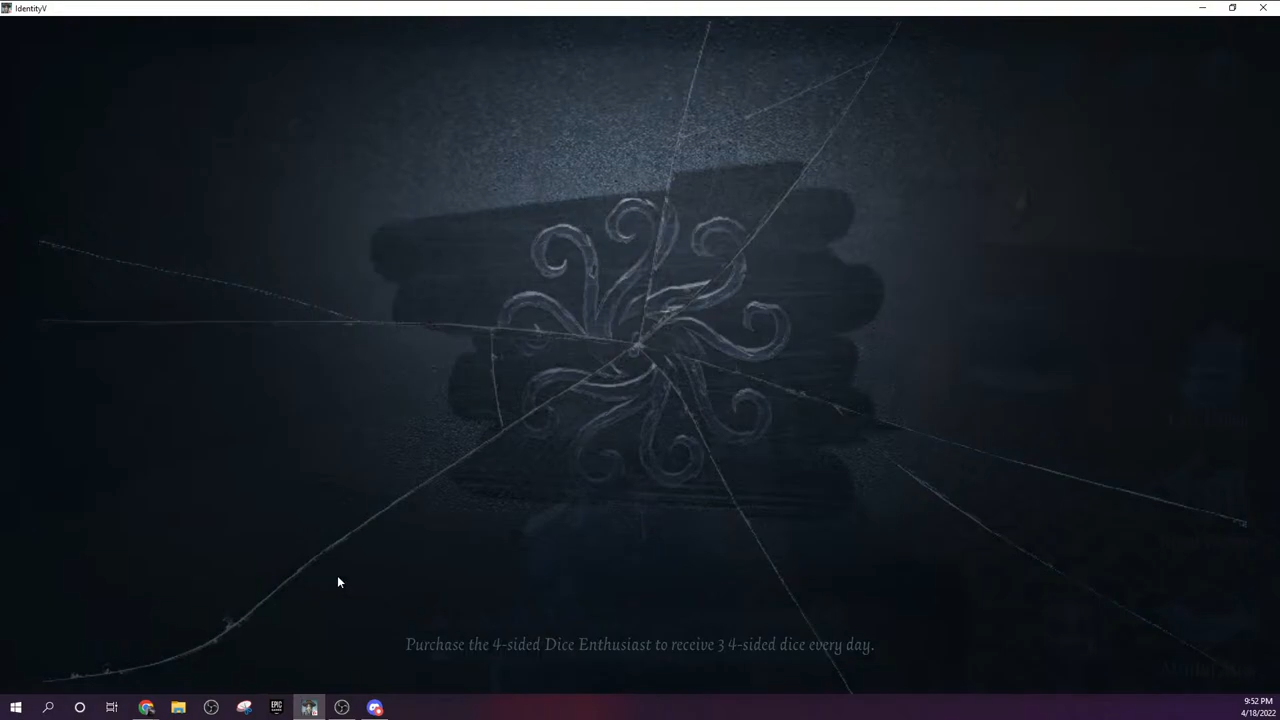 IdentityV
Purchase the 4-sided Dice Enthusiast to receive 3 4-sided dice every day.
EPIC
9:52 PM
4/18/2022